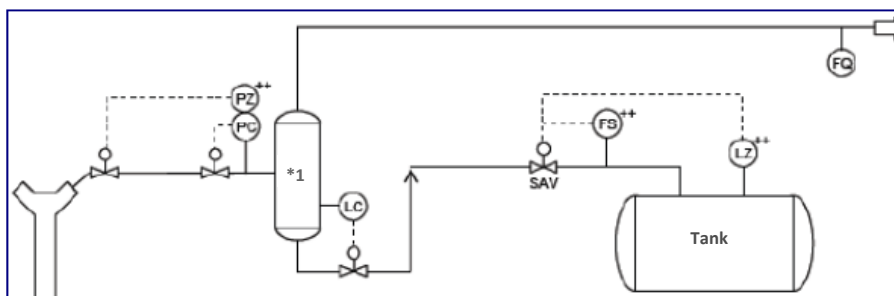 FQ
PZ ++
PC
FS ++
LZ ++
*1
SAV
LC
Tank